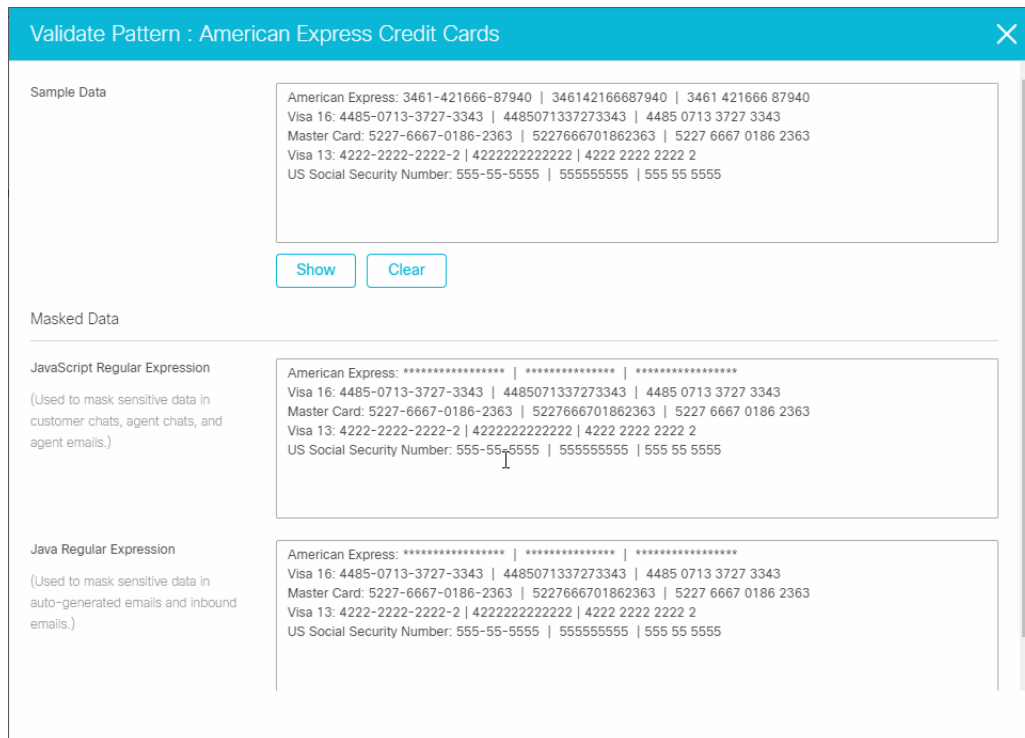 Validate Pattern : American Express Credit Cards
Sample Data
American Express: 3461-421666-87940 | 346142166687940 | 3461 421666 87940
Visa 16: 4485-0713-3727-3343 | 4485071337273343 | 4485 0713 3727 3343
Master Card: 5227-6667-0186-2363 | 5227666701862363 | 5227 6667 0186 2363
Visa 13: 4222-2222-2222-2 | 4222222222222 | 4222 2222 2222 2
US Social Security Number: 555-55-5555 | 555555555 | 555 55 5555
Show
Clear
Masked Data
JavaScript Regular Expression
(Used to mask sensitive data in
customer chats, agent chats, and
agent emails.)
American Express: ***************** | *************** | *****************
Visa 16: 4485-0713-3727-3343 | 4485071337273343 | 4485 0713 3727 3343
Master Card: 5227-6667-0186-2363 | 5227666701862363 | 5227 6667 0186 2363
Visa 13: 4222-2222-2222-2 | 4222222222222 | 4222 2222 2222 2
US Social Security Number: 555-55-5555 | 555555555 | 555 55 5555
Java Regular Expression
(Used to mask sensitive data in
auto-generated emails and inbound
emails.)
American Express: ***************** | *************** | *****************
Visa 16: 4485-0713-3727-3343 | 4485071337273343 | 4485 0713 3727 3343
Master Card: 5227-6667-0186-2363 | 5227666701862363 | 5227 6667 0186 2363
Visa 13: 4222-2222-2222-2 | 4222222222222 | 4222 2222 2222 2
US Social Security Number: 555-55-5555 | 555555555 | 555 55 5555